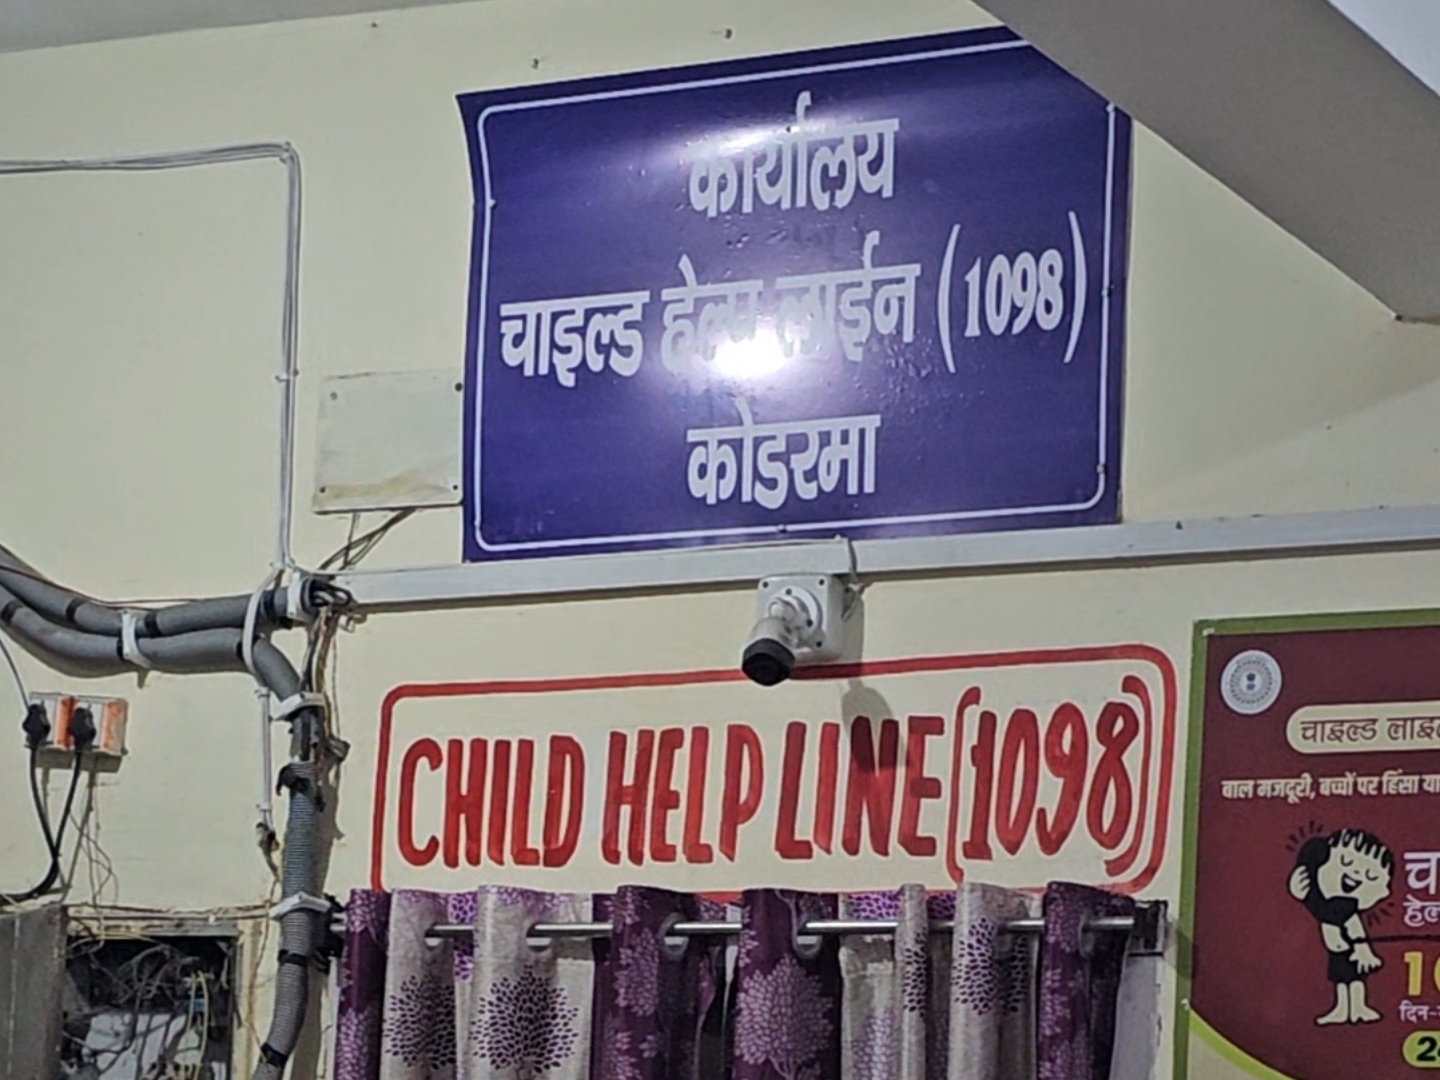 कार्यालय
चाइल्ड हेल्प लाईन (1098)
कोडरमा
CHILD HELP LINE (1098)
चाइल्ड
बाल मजदूरी, बच्चों पर हिंसा या